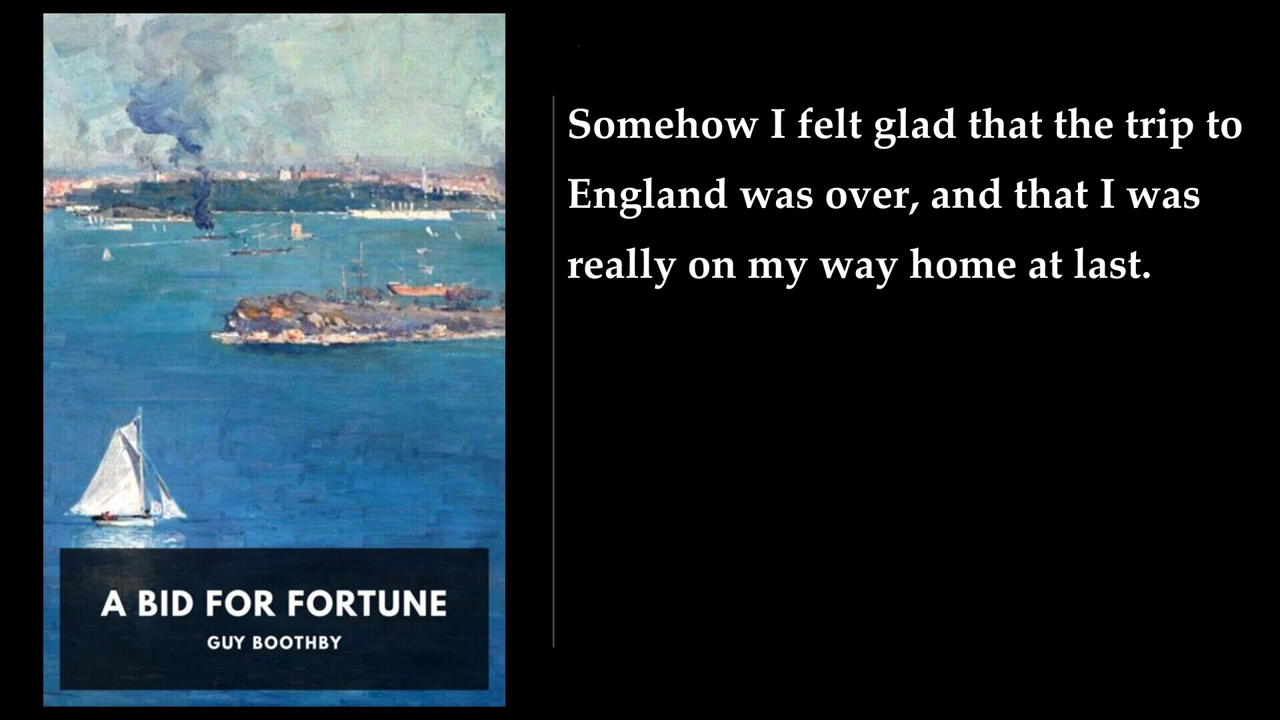 A BID FOR FORTUNE
GUY BOOTHBY
Somehow I felt glad that the trip to
England was over, and that I was
really on my way home at last.